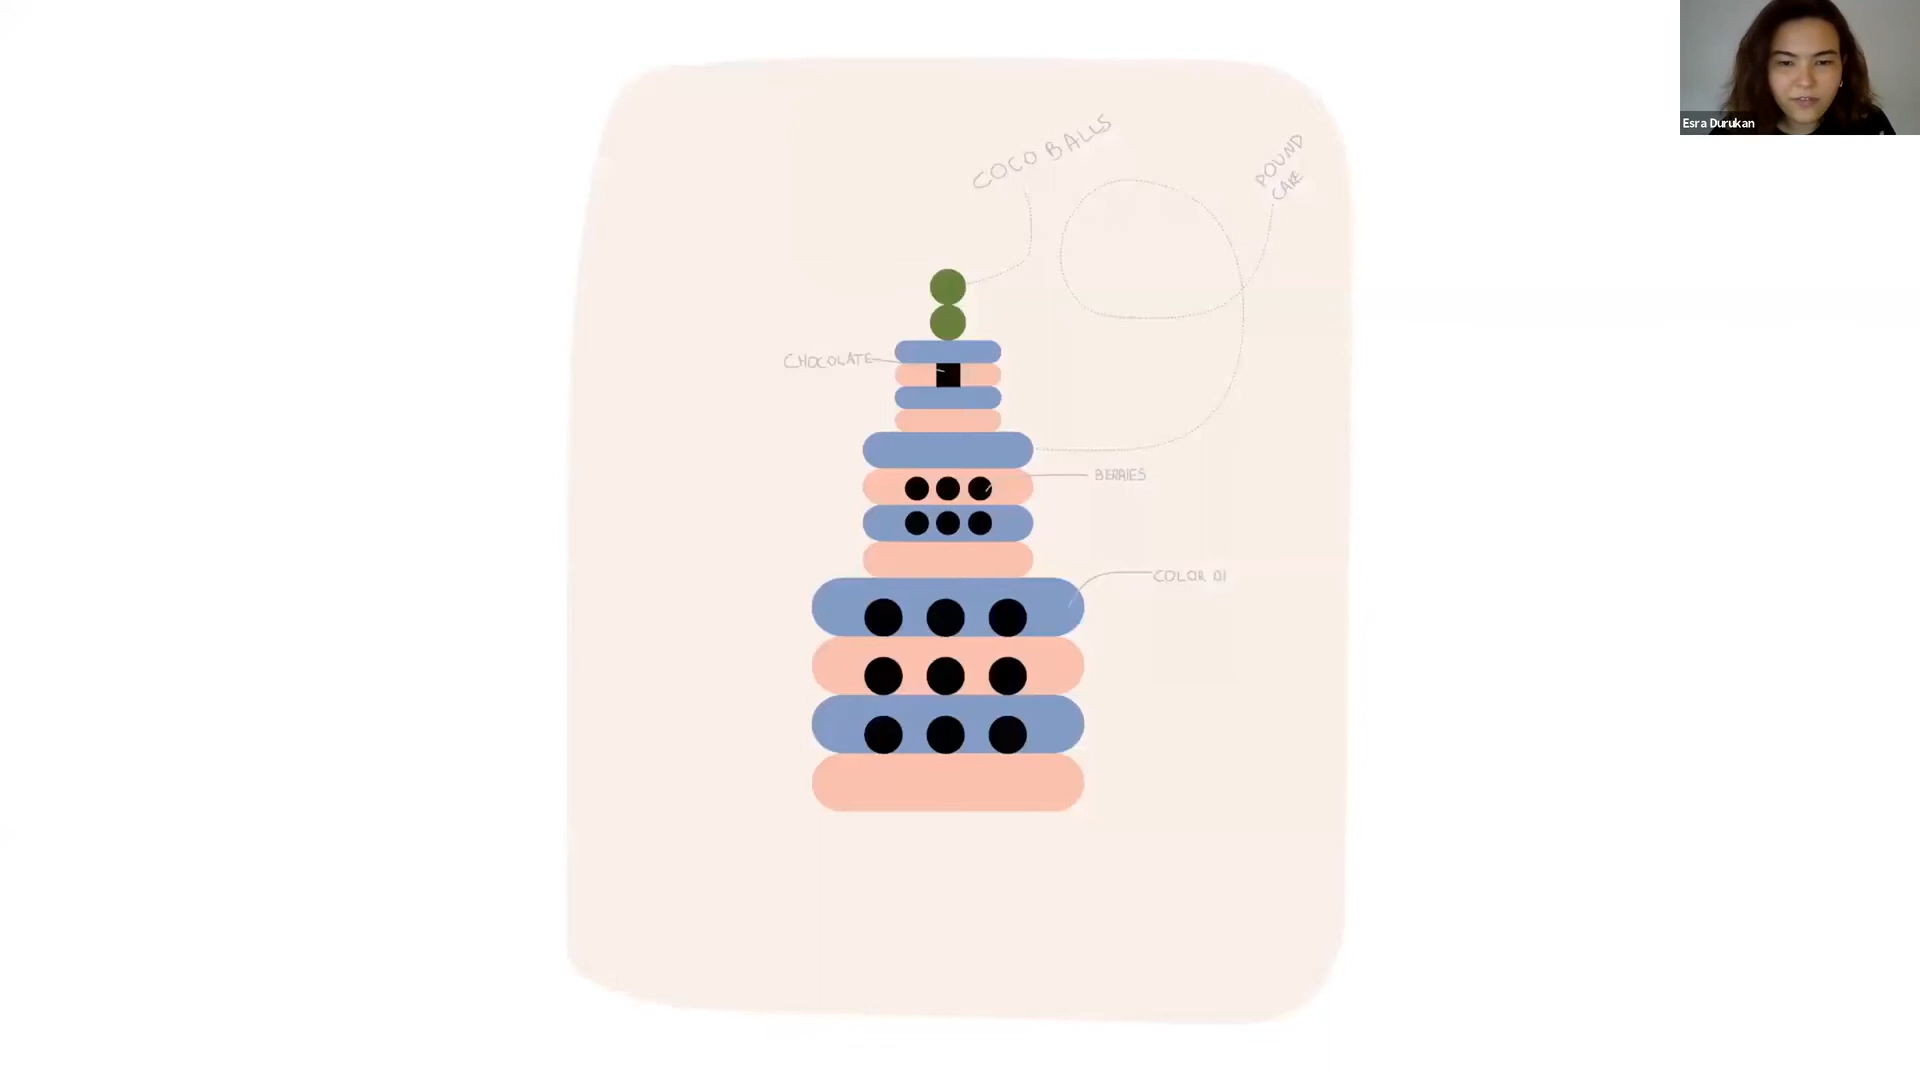 Esra Durukan
COCO BALLS
POUND
CAKE
CHOCOLATE
BERRIES
COLOR 01